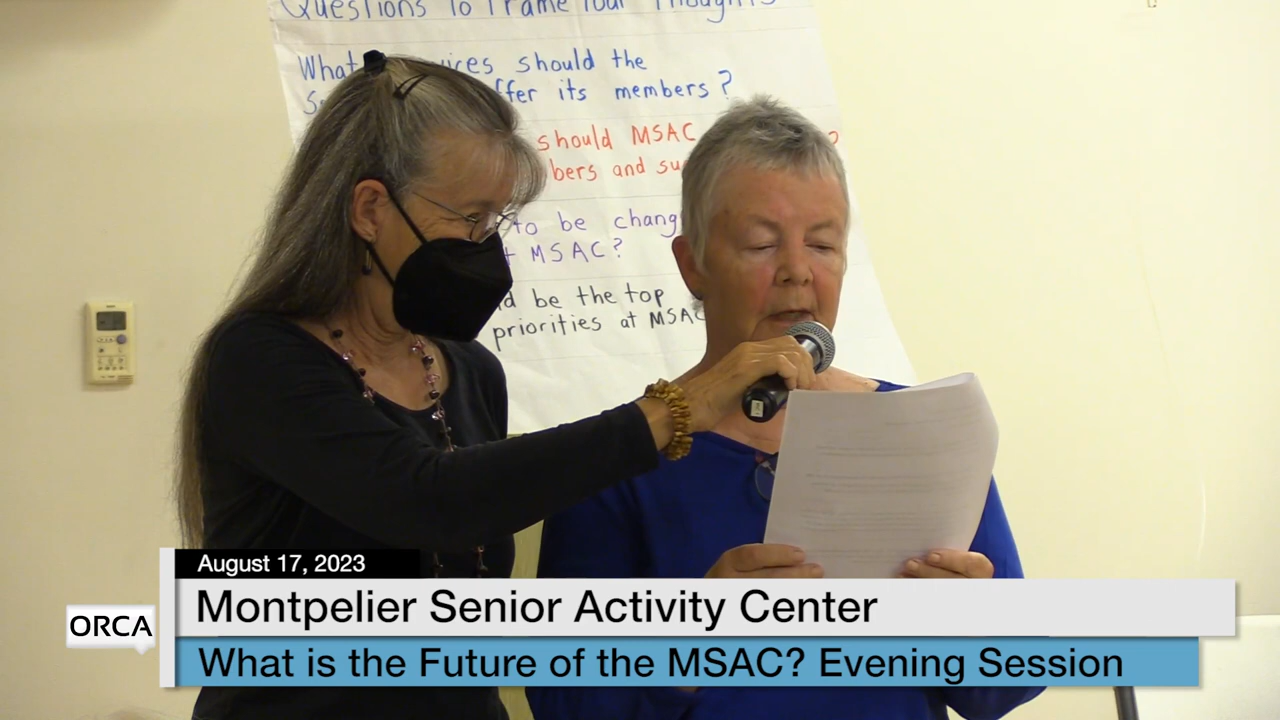 Questions To Frame Your Thoughts
What services should the
ffer its members?
should MSAC
bers and su
to be chang
MSAC?
be the top
priorities at MSAC
August 17, 2023
Montpelier Senior Activity Center
ORCA
What is the Future of the MSAC? Evening Session